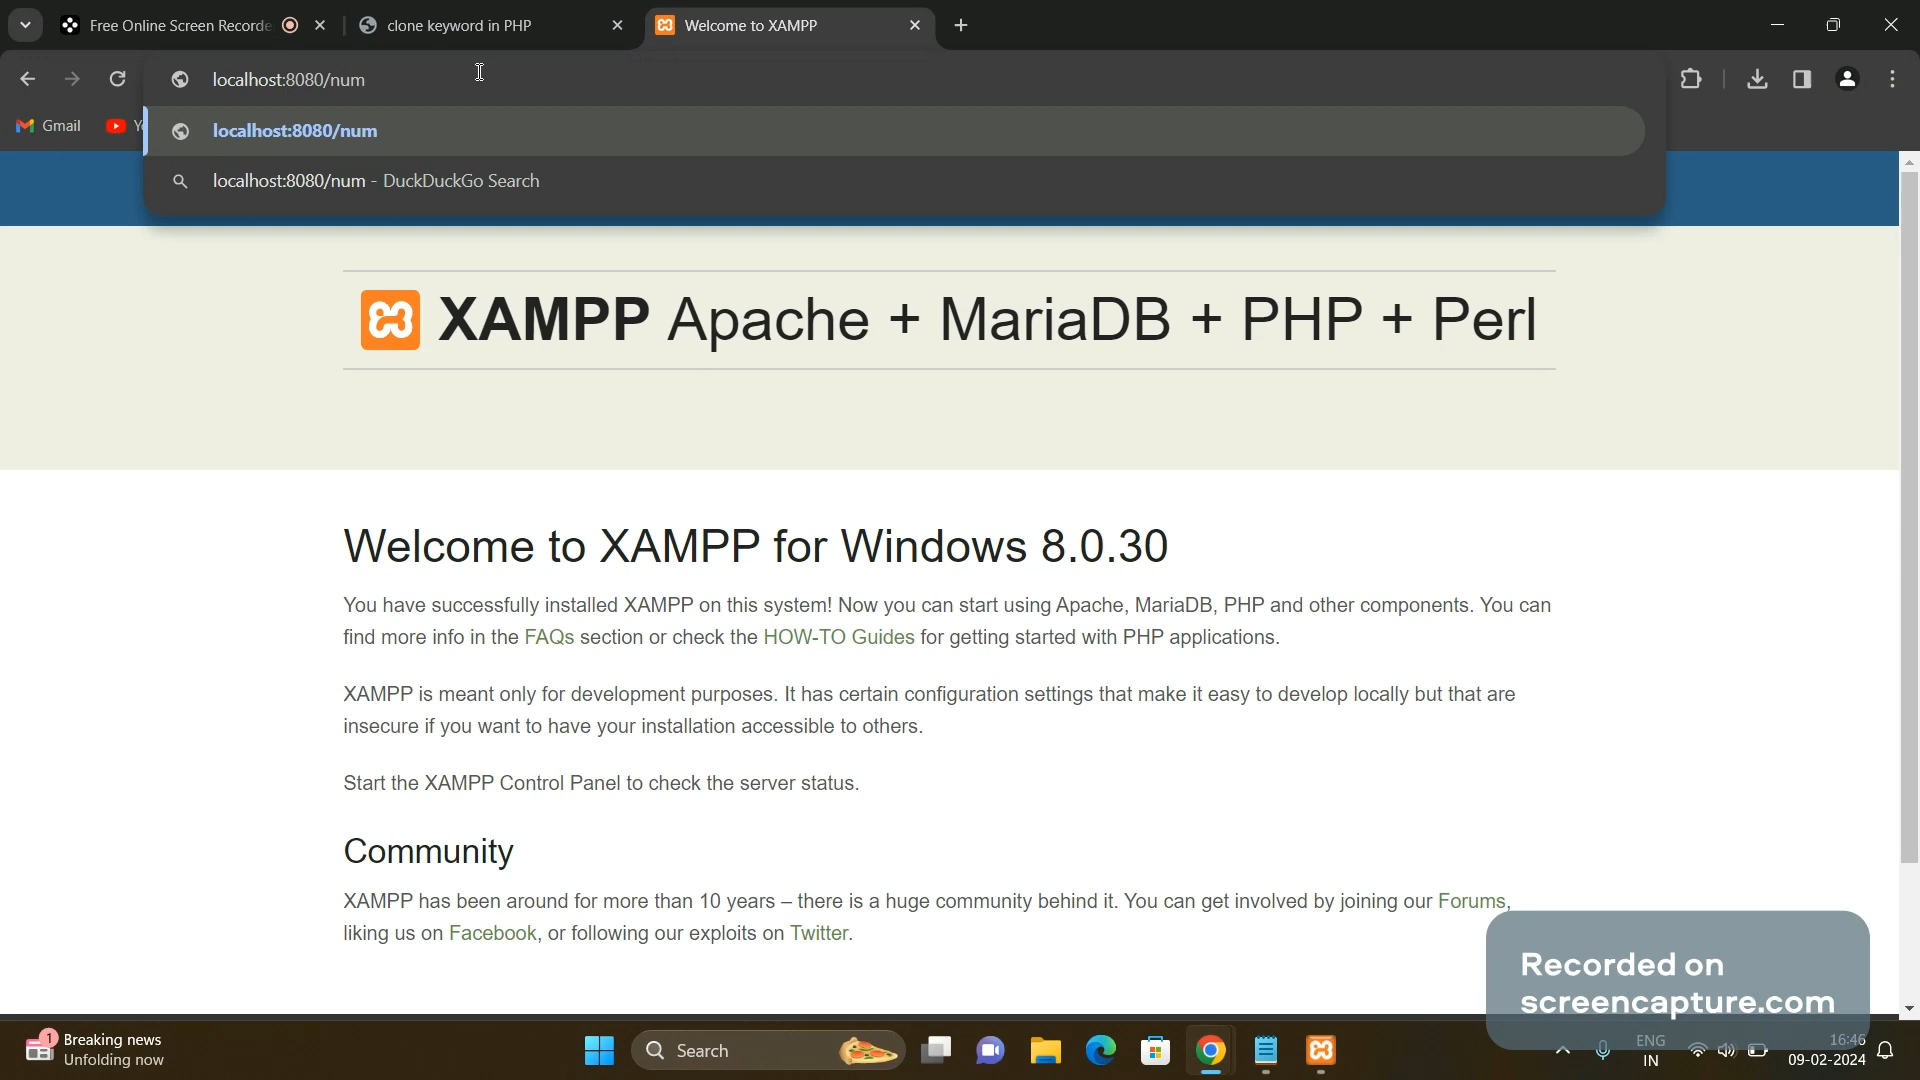 Free Online Screen Recorde
clone keyword in PHP
Welcome to XAMPP
localhost:8080/num
localhost:8080/num
localhost:8080/num - DuckDuckGo Search
Gmail
XAMPP Apache + MariaDB + PHP + Perl
Welcome to XAMPP for Windows 8.0.30
You have successfully installed XAMPP on this system! Now you can start using Apache, MariaDB, PHP and other components. You can
find more info in the FAQs section or check the HOW-TO Guides for getting started with PHP applications.
XAMPP is meant only for development purposes. It has certain configuration settings that make it easy to develop locally but that are
insecure if you want to have your installation accessible to others.
Start the XAMPP Control Panel to check the server status.
Community
XAMPP has been around for more than 10 years – there is a huge community behind it. You can get involved by joining our Forums,
liking us on Facebook, or following our exploits on Twitter.
Recorded on
screencapture.com
1
Breaking news
Unfolding now
Search
ENG
IN
16:46
09-02-2024